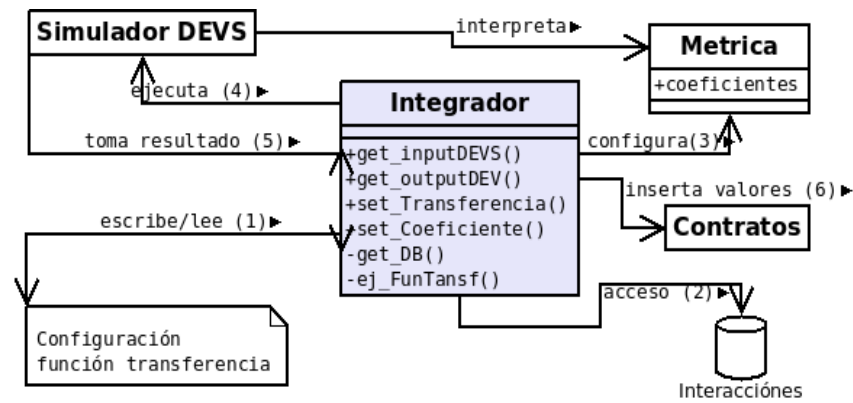 Simulador DEVS
interpreta▶
Metrica
+coeficientes
ejecuta (4)▶
Integrador
toma resultado (5)▶
configura(3)▶
+get_inputDEVS()
+get_outputDEV()
+set_Transferencia()
+set_Coeficiente()
-get_DB()
-ej_FunTansf()
inserta valores (6)▶
Contratos
escribe/lee (1)▶
acceso (2)▶
Configuración
función transferencia
Interacciónes